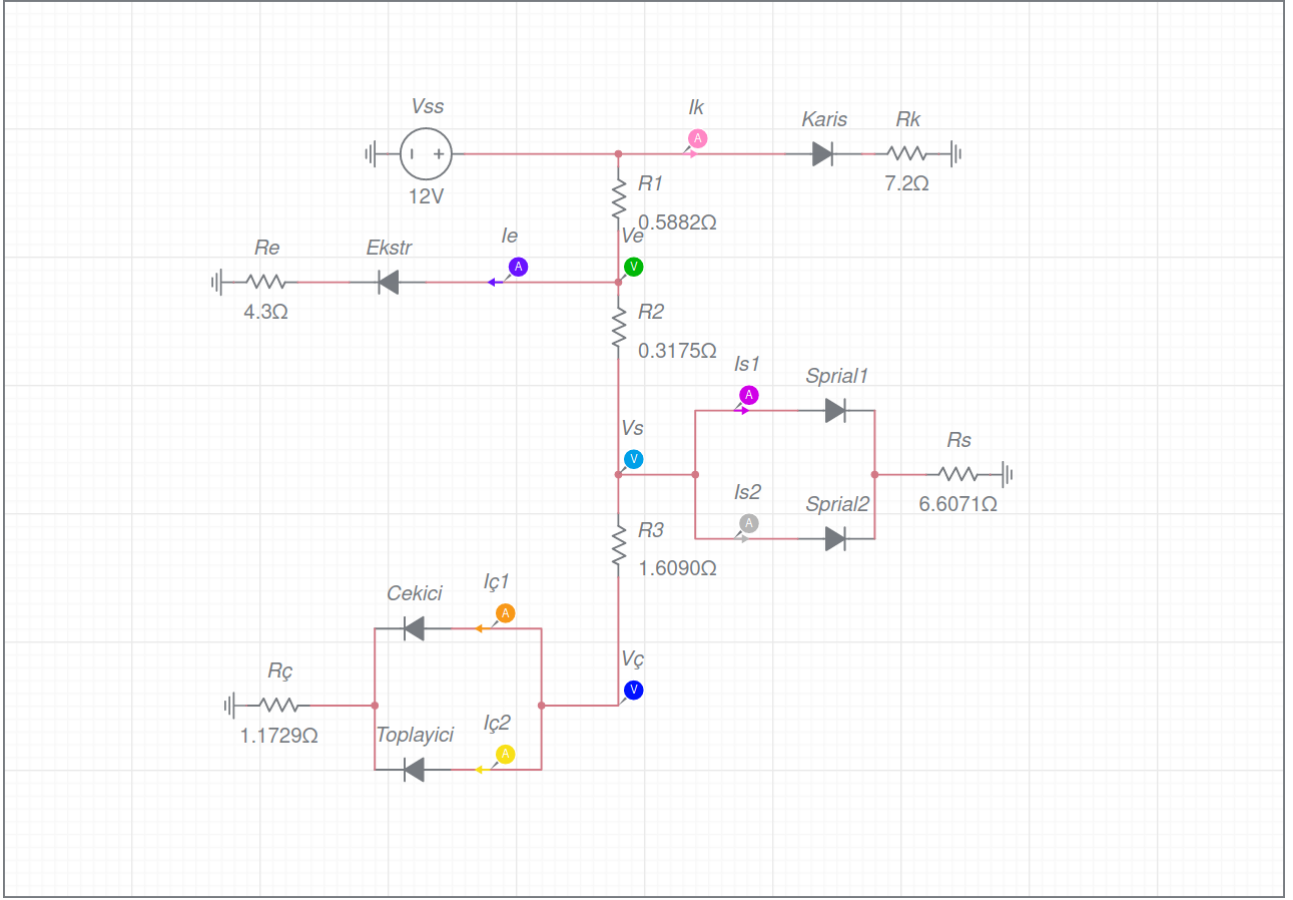 Vss
12V
Ik
A
Karis
Rk
7.2Ω
R1
0.5882Ω
Re
4.3Ω
Ekstr
Ie
A
Ve
V
R2
0.3175Ω
Is1
A
Sprial1
Vs
V
Is2
A
Sprial2
Rs
6.6071Ω
R3
1.6090Ω
Cekici
Iç1
A
Rç
1.1729Ω
Vç
V
Toplayici
Iç2
A